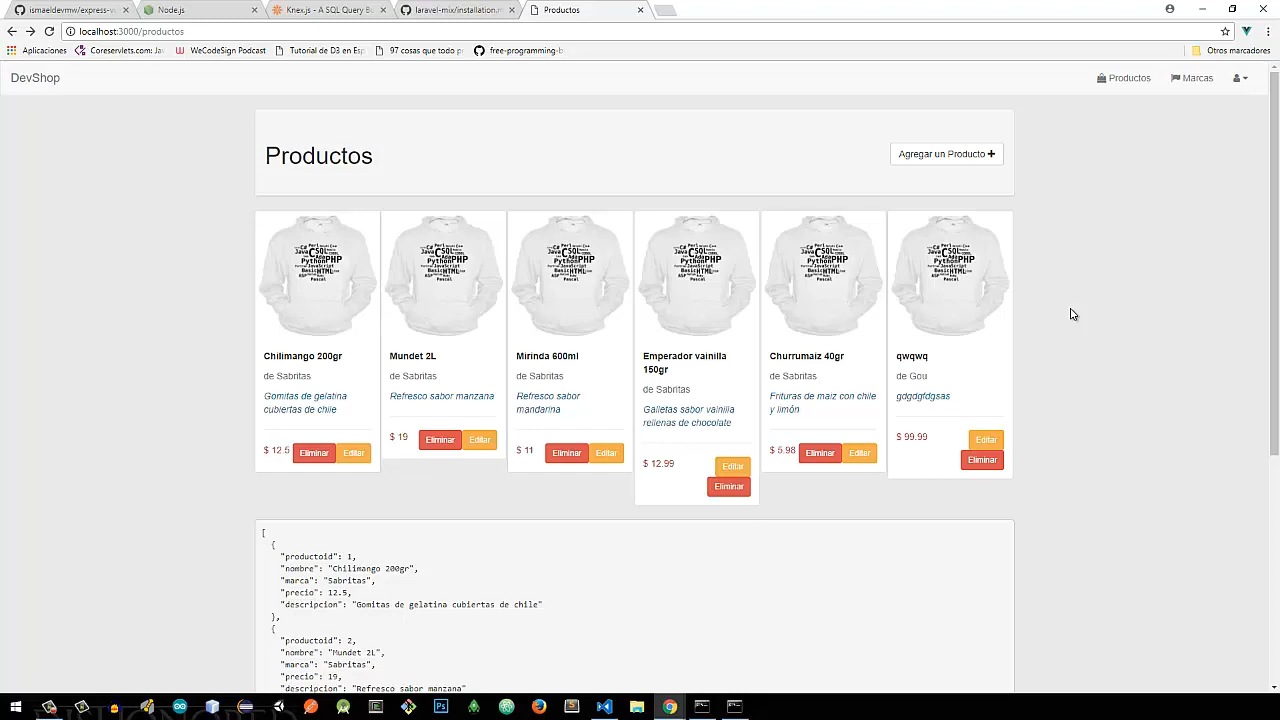 ismaeldevmw/express-v
Node.js
Knex.js - A SQL Query Bu
laravel-mix/installation.m
Productos
localhost:3000/productos
Aplicaciones
Coreservlets.com: Ja
WeCodeSign Podcast
Tutorial de D3 en Esp
97 cosas que todo p
free-programming-b
Otros marcadores
DevShop
Productos
Marcas
Productos
Agregar un Producto
Chilimango 200gr
de Sabritas
Gomitas de gelatina
cubiertas de chile
$ 12.5
Eliminar
Editar
Mundet 2L
de Sabritas
Refresco sabor manzana
$ 19
Eliminar
Editar
Mirinda 600ml
de Sabritas
Refresco sabor
mandarina
$ 11
Eliminar
Editar
Emperador vainilla
150gr
de Sabritas
Galletas sabor vainilla
rellenas de chocolate
$ 12.99
Editar
Eliminar
Churrumaiz 40gr
de Sabritas
Frituras de maiz con chile
y limón
$ 5.98
Eliminar
Editar
qwqwq
de Gou
gdgdgfdgsas
$ 99.99
Editar
Eliminar
[
{
"productoid": 1,
"nombre": "Chilimango 200gr",
"marca": "Sabritas",
"precio": 12.5,
"descripcion": "Gomitas de gelatina cubiertas de chile"
},
{
"productoid": 2,
"nombre": "Mundet 2L",
"marca": "Sabritas",
"precio": 19,
"descripcion": "Refresco sabor manzana"